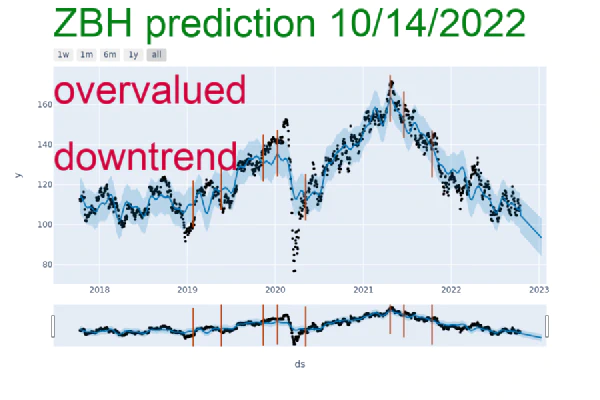 ZBH prediction 10/14/2022
1w 1m 6m 1y all
overvalued
downtrend
160
140
120
100
80
y
2018 2019 2020 2021 2022 2023
ds